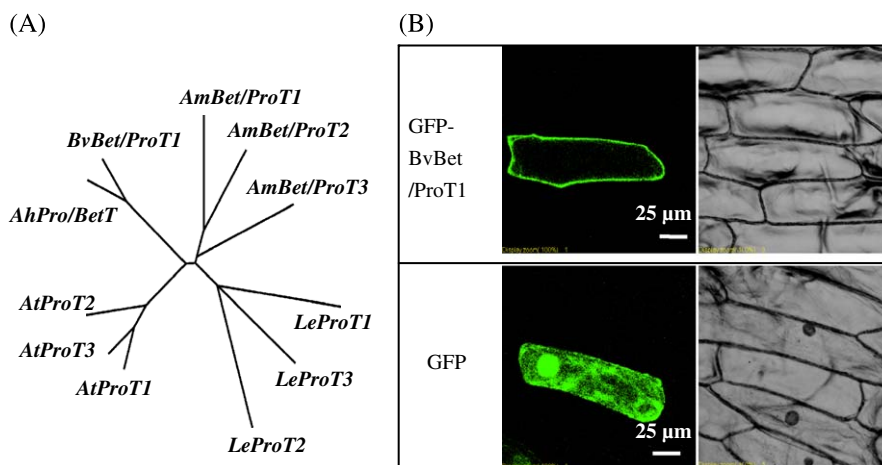 (A)
(B)
AmBet/ProT1
BvBet/ProT1
AmBet/ProT2
AmBet/ProT3
AhPro/BetT
AtProT2
AtProT3
AtProT1
LeProT1
LeProT3
LeProT2
GFP-
BvBet
/ProT1
25 µm
GFP
25 µm